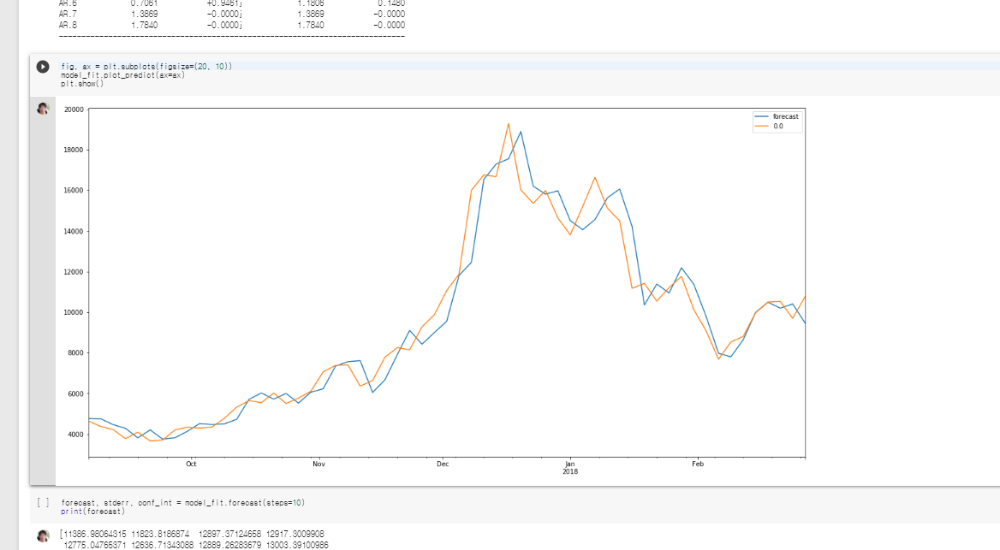 AR.6 0.7061 +0.9461j 1.1806 0.1480
AR.7 1.3869 -0.0000j 1.3869 -0.0000
AR.8 1.7840 -0.0000j 1.7840 -0.0000
-----------------------------------------------------------------------------
fig, ax = plt.subplots(figsize=(20, 10))
model_fit.plot_predict(ax=ax)
plt.show()
20000
forecast
0.0
18000
16000
14000
12000
10000
8000
6000
4000
Oct Nov Dec Jan Feb
2018
[ ] forecast, stderr, conf_int = model_fit.forecast(steps=10)
print(forecast)
[11386.98064315 11823.8186874 12897.37124658 12917.3009908
12775.04765371 12636.71343088 12889.26283679 13003.39100986